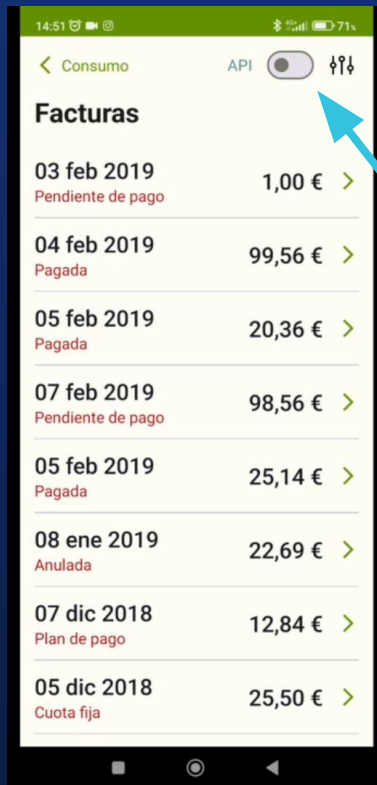 14:51 71%
Consumo API
Facturas
03 feb 2019
1,00 €
Pendiente de pago
04 feb 2019
99,56 €
Pagada
05 feb 2019
20,36 €
Pagada
07 feb 2019
98,56 €
Pendiente de pago
05 feb 2019
25,14 €
Pagada
08 ene 2019
22,69 €
Anulada
07 dic 2018
12,84 €
Plan de pago
05 dic 2018
25,50 €
Cuota fija